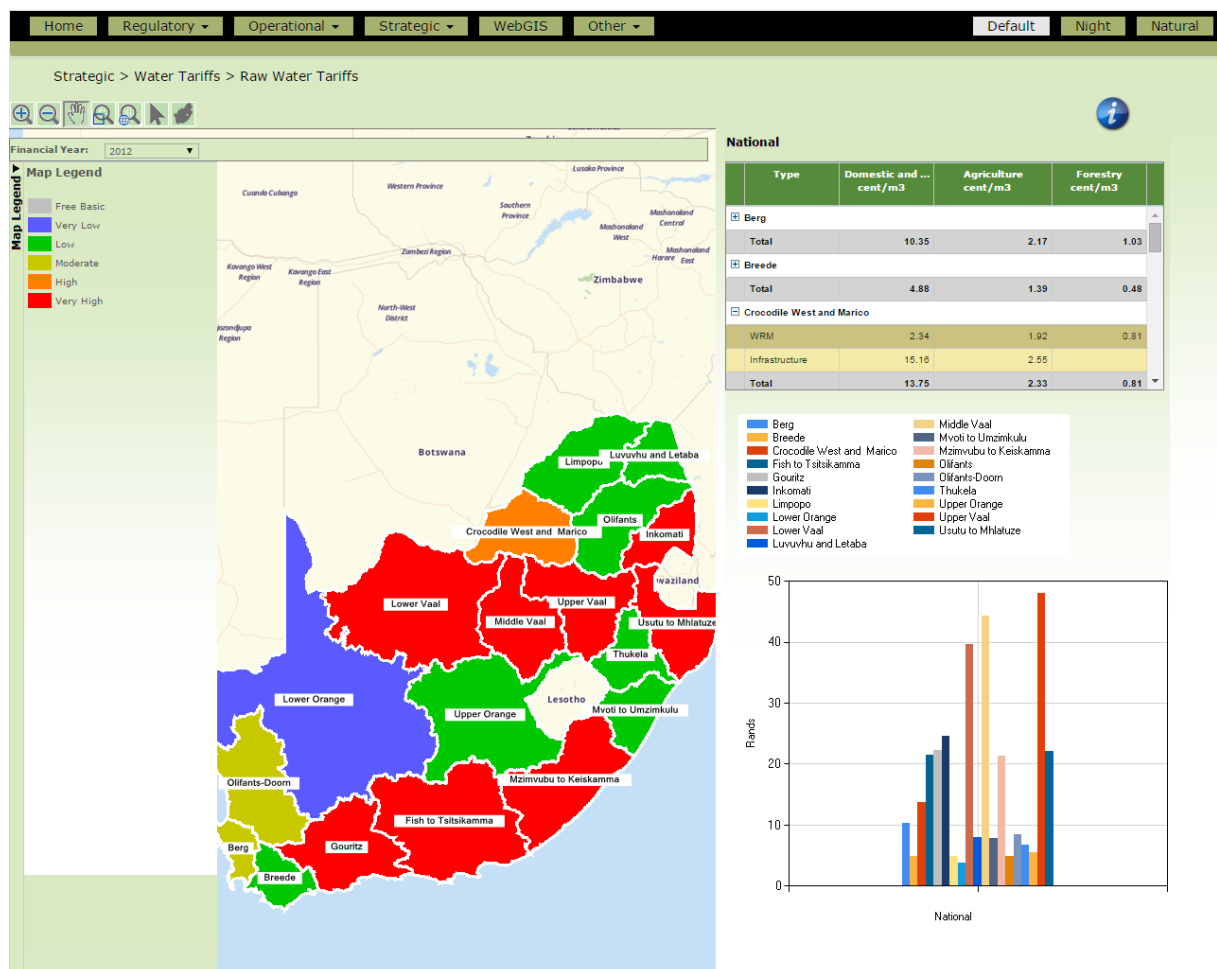 Home Regulatory Operational Strategic WebGIS Other Default Night Natural
Strategic > Water Tariffs > Raw Water Tariffs
Financial Year: 2012
Map Legend
Map Legend
Free Basic
Very Low
Low
Moderate
High
Very High
Lusaka Province
Cuando Cubango
Western Province
Southern
Province
Mashonaland
Central
Mashonaland
West
Zambezi Region
Mashonaland
Harare East
Kavango West
Region
Kavango East
Region
Zimbabwe
North-West
District
jozondjupa
Region
Botswana
Limpopo
Luvuvhu and Letaba
Olifants
Crocodile West and Marico
Inkomati
waziland
Lower Vaal
Upper Vaal
Middle Vaal
Usutu to Mhlatuze
Thukela
Lower Orange
Lesotho
Upper Orange
Mvoti to Umzimkulu
Mzimvubu to Keiskamma
Olifants-Doorn
Fish to Tsitsikamma
Berg
Gouritz
Breede
National
Type Domestic and ... Agriculture Forestry
cent/m3 cent/m3 cent/m3
Berg
Total 10.35 2.17 1.03
Breede
Total 4.88 1.39 0.48
Crocodile West and Marico
WRM 2.34 1.92 0.81
Infrastructure 15.16 2.55
Total 13.75 2.33 0.81
Berg
Breede
Crocodile West and Marico
Fish to Tsitsikamma
Gouritz
Inkomati
Limpopo
Lower Orange
Lower Vaal
Luvuvhu and Letaba
Middle Vaal
Mvoti to Umzimkulu
Mzimvubu to Keiskamma
Olifants
Olifants-Doorn
Thukela
Upper Orange
Upper Vaal
Usutu to Mhlatuze
50
40
30
20
10
0
Rands
National